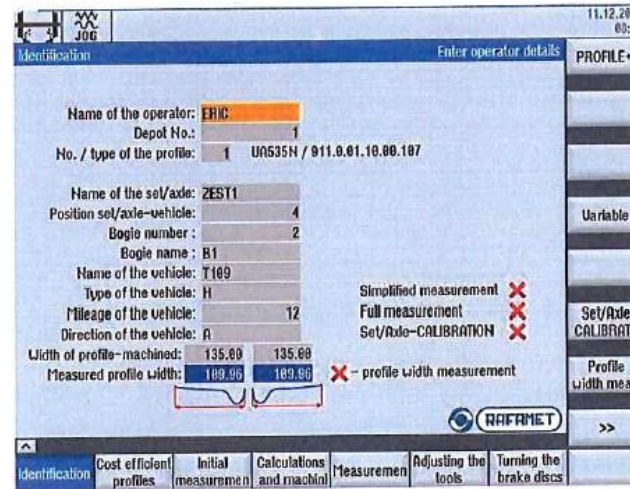 11.12.20
JOG
08:
Identification Enter operator details
PROFILE+
Name of the operator: ERIC
Depot No.: 1
No. / type of the profile: 1 UA535N / 911.0.01.10.00.107
Name of the set/axle: ZEST1
Position set/axle-vehicle: 4
Variable
Bogie number : 2
Bogie name : B1
Name of the vehicle: T109
Type of the vehicle: H
Simplified measurement
Mileage of the vehicle: 12
Full measurement
Set/Axle
CALIBRAT
Direction of the vehicle: A
Set/Axle-CALIBRATION
Width of profile-machined: 135.00 135.00
Measured profile width: 109.96 109.96 - profile width measurement
Profile
width mea
RAFAMET
>>
Identification
Cost efficient
profiles
Initial
measuremen
Calculations
and machini
Measuremen
Adjusting the
tools
Turning the
brake discs